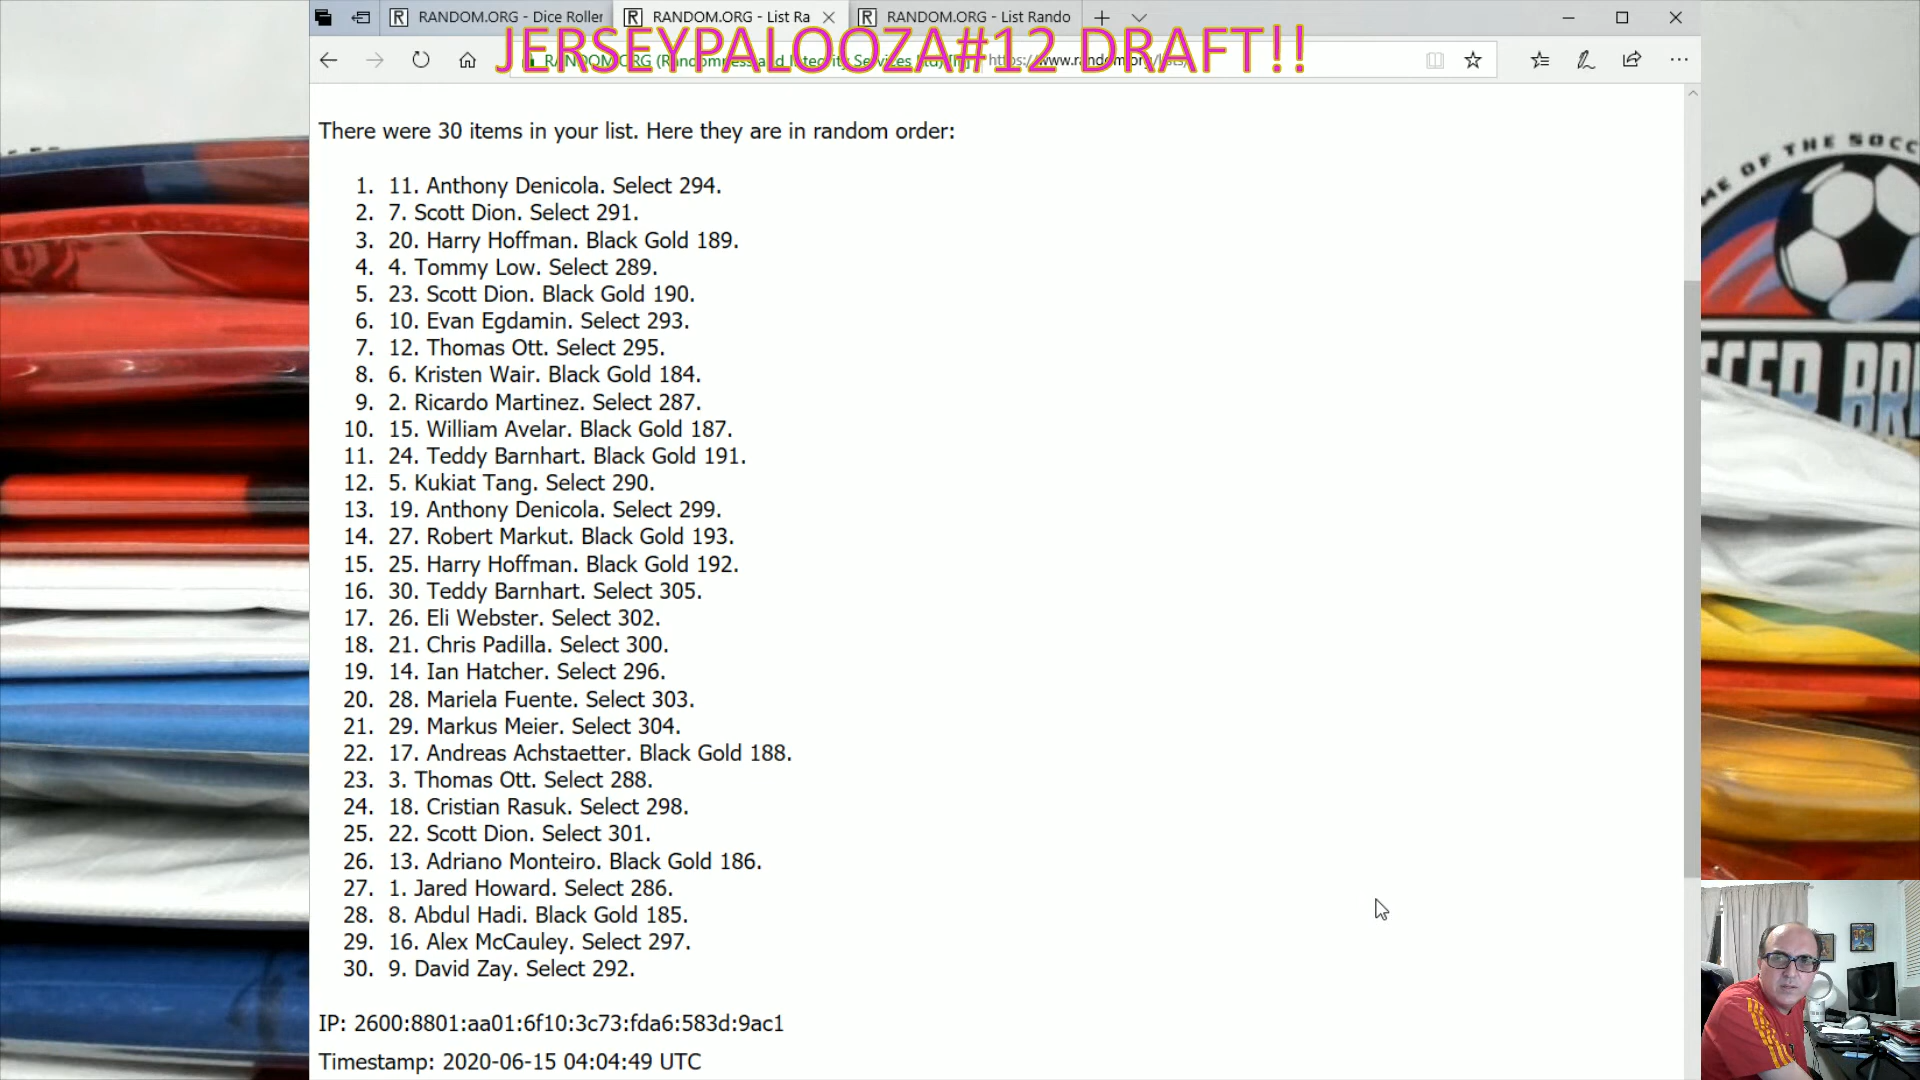 RANDOM.ORG - Dice Roller
RANDOM.ORG - List Ra
RANDOM.ORG - List Rando
JERSEYPALOOZA#12 DRAFT!!
There were 30 items in your list. Here they are in random order:
1. 11. Anthony Denicola. Select 294.
2. 7. Scott Dion. Select 291.
3. 20. Harry Hoffman. Black Gold 189.
4. 4. Tommy Low. Select 289.
5. 23. Scott Dion. Black Gold 190.
6. 10. Evan Egdamin. Select 293.
7. 12. Thomas Ott. Select 295.
8. 6. Kristen Wair. Black Gold 184.
9. 2. Ricardo Martinez. Select 287.
10. 15. William Avelar. Black Gold 187.
11. 24. Teddy Barnhart. Black Gold 191.
12. 5. Kukiat Tang. Select 290.
13. 19. Anthony Denicola. Select 299.
14. 27. Robert Markut. Black Gold 193.
15. 25. Harry Hoffman. Black Gold 192.
16. 30. Teddy Barnhart. Select 305.
17. 26. Eli Webster. Select 302.
18. 21. Chris Padilla. Select 300.
19. 14. Ian Hatcher. Select 296.
20. 28. Mariela Fuente. Select 303.
21. 29. Markus Meier. Select 304.
22. 17. Andreas Achstaetter. Black Gold 188.
23. 3. Thomas Ott. Select 288.
24. 18. Cristian Rasuk. Select 298.
25. 22. Scott Dion. Select 301.
26. 13. Adriano Monteiro. Black Gold 186.
27. 1. Jared Howard. Select 286.
28. 8. Abdul Hadi. Black Gold 185.
29. 16. Alex McCauley. Select 297.
30. 9. David Zay. Select 292.
IP: 2600:8801:aa01:6f10:3c73:fda6:583d:9ac1
Timestamp: 2020-06-15 04:04:49 UTC
OF THE SOCC